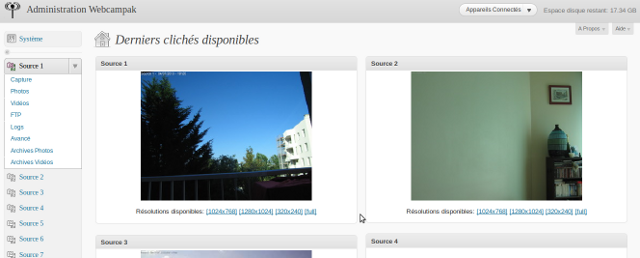 Administration Webcampak
Appareils Connectés
Espace disque restant: 17.34 GB
A Propos
Aide
Système
Derniers clichés disponibles
Source 1
Capture
Photos
Vidéos
FTP
Logs
Avancé
Archives Photos
Archives Vidéos
Source 2
Source 3
Source 4
Source 5
Source 6
Source 7
Source 1
Résolutions disponibles: [1024x768] [1280x1024] [320x240] [full]
Source 2
Résolutions disponibles: [1024x768] [1280x1024] [320x240] [full]
Source 3
Source 4